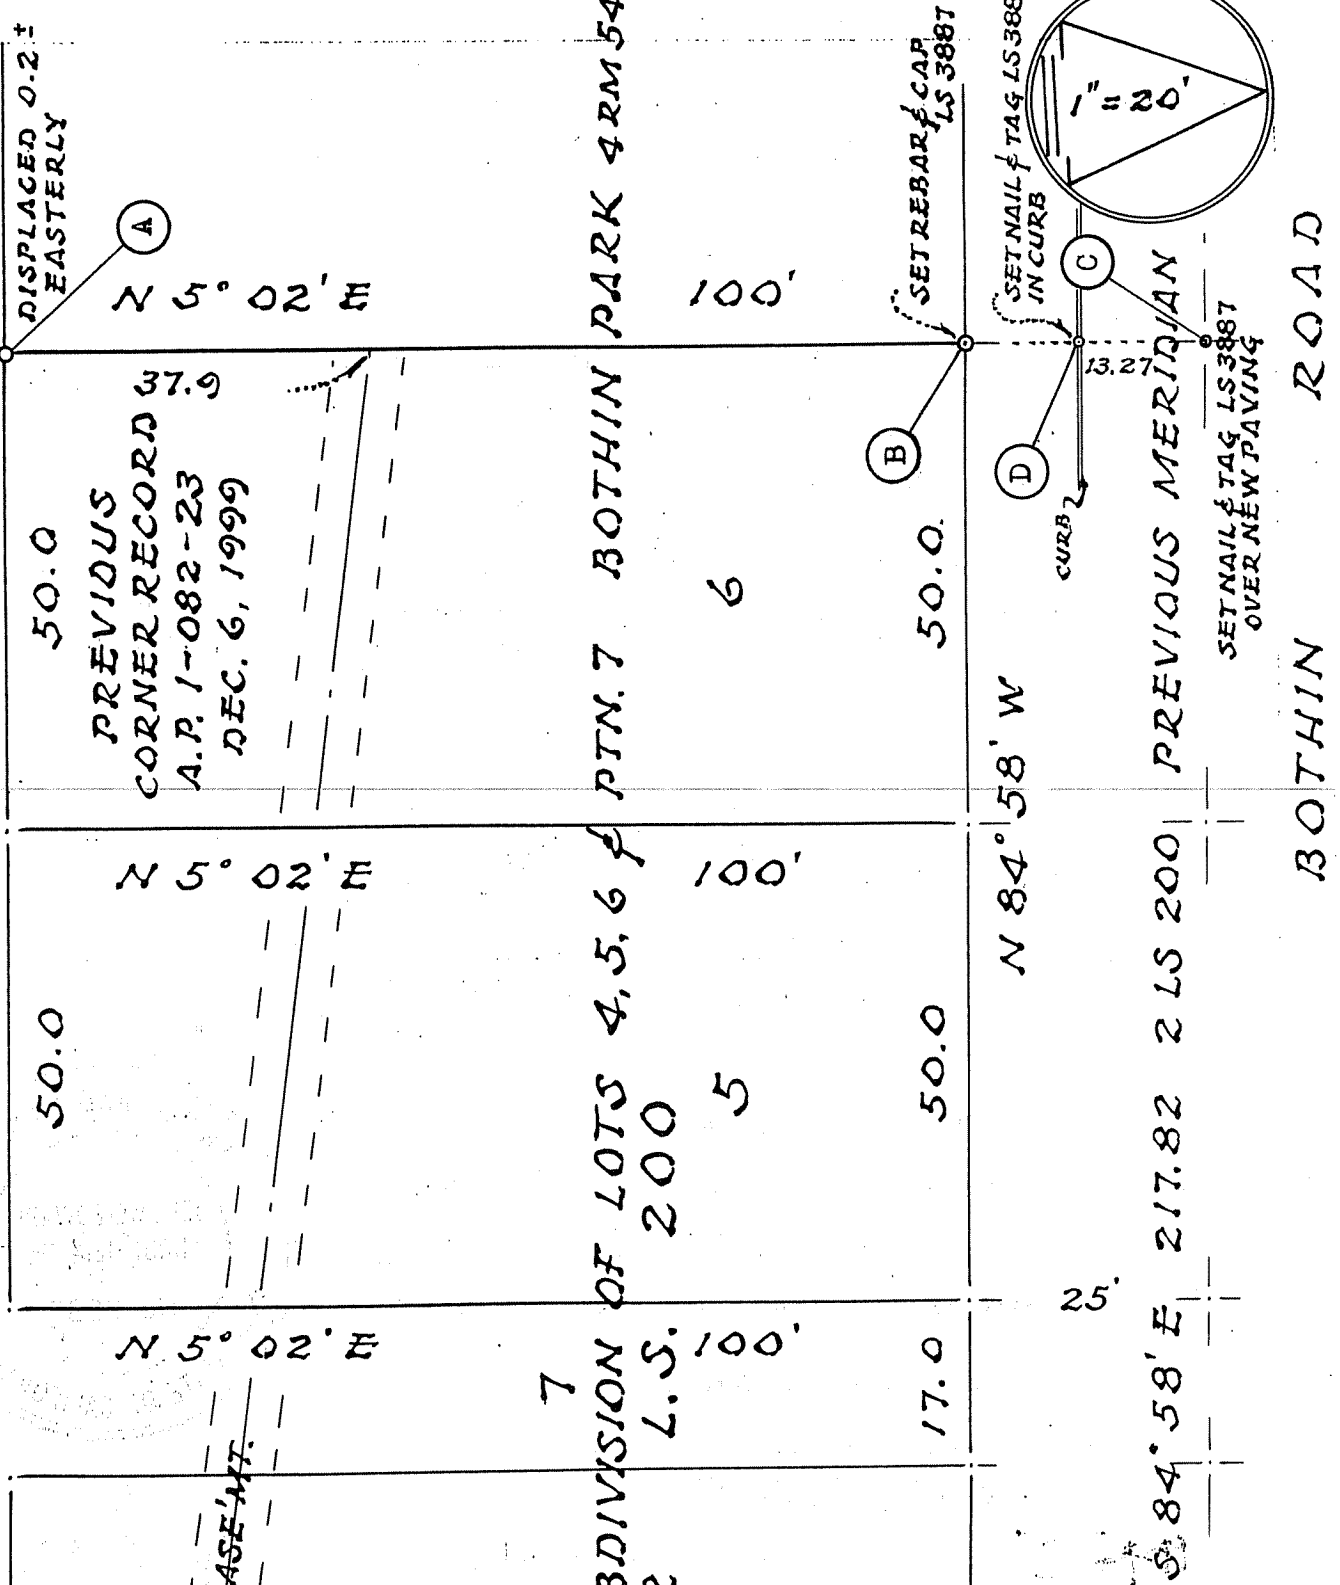 DISPLACED 0.2 ±
EASTERLY
A
N 5° 02' E
100'
37.9
50.0
PREVIOUS
CORNER RECORD
A.P. 1-082-23
DEC. 6, 1999
N 5° 02' E
100'
50.0
N 5° 02' E
100'
ASE'MT.
7
BDIVISION OF LOTS 4, 5, 6 & PTN. 7 BOTHIN PARK 4RM54
L.S. 200
5
6
17.0
50.0
50.0
SET REBAR & CAP
LS 3887
B
SET NAIL & TAG LS 388
IN CURB
D
C
CURB
13.27
1" = 20'
N 84° 58' W
25'
S 84° 58' E 217.82 2 LS 200 PREVIOUS MERIDIAN
SET NAIL & TAG LS 3887
OVER NEW PAVING
BOTHIN ROAD